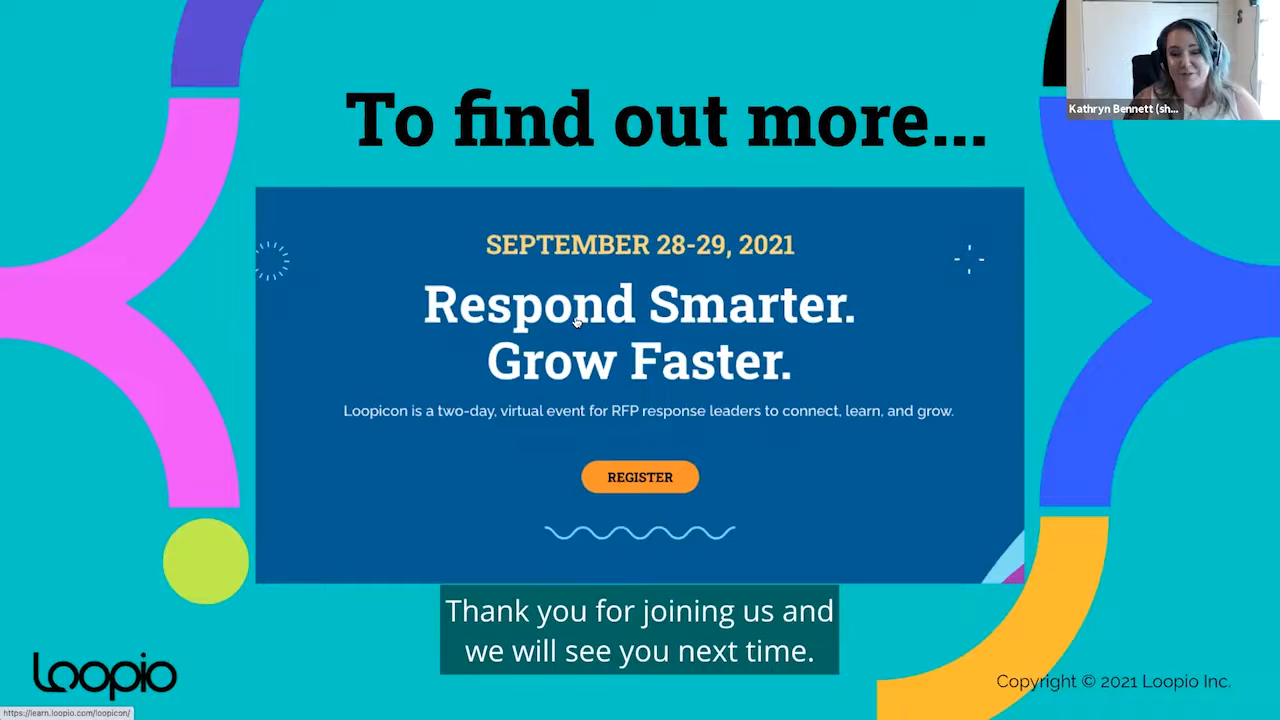 Kathryn Bennett (sh...
To find out more...
SEPTEMBER 28-29, 2021
Respond Smarter.
Grow Faster.
Loopicon is a two-day, virtual event for RFP response leaders to connect, learn, and grow.
REGISTER
Thank you for joining us and
we will see you next time.
Loopio
Copyright © 2021 Loopio Inc.
https://learn.loopio.com/loopicon/